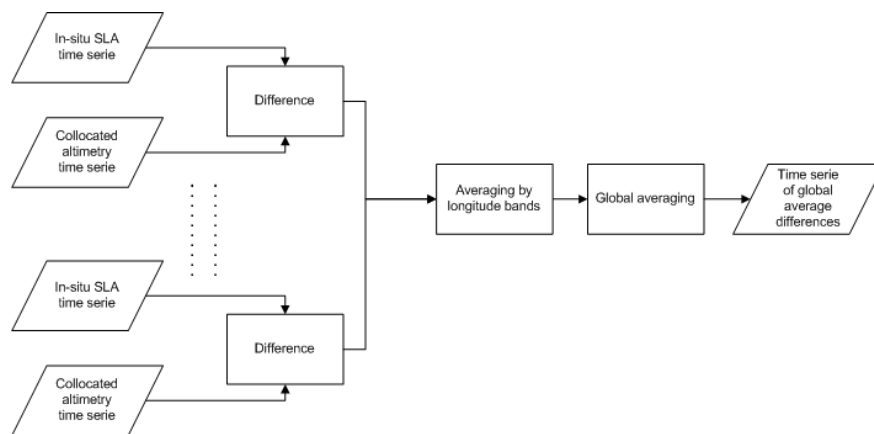 In-situ SLA
time serie
Difference
Collocated
altimetry
time serie
Averaging by
longitude bands
Global averaging
Time serie
of global
average
differences
In-situ SLA
time serie
Difference
Collocated
altimetry
time serie